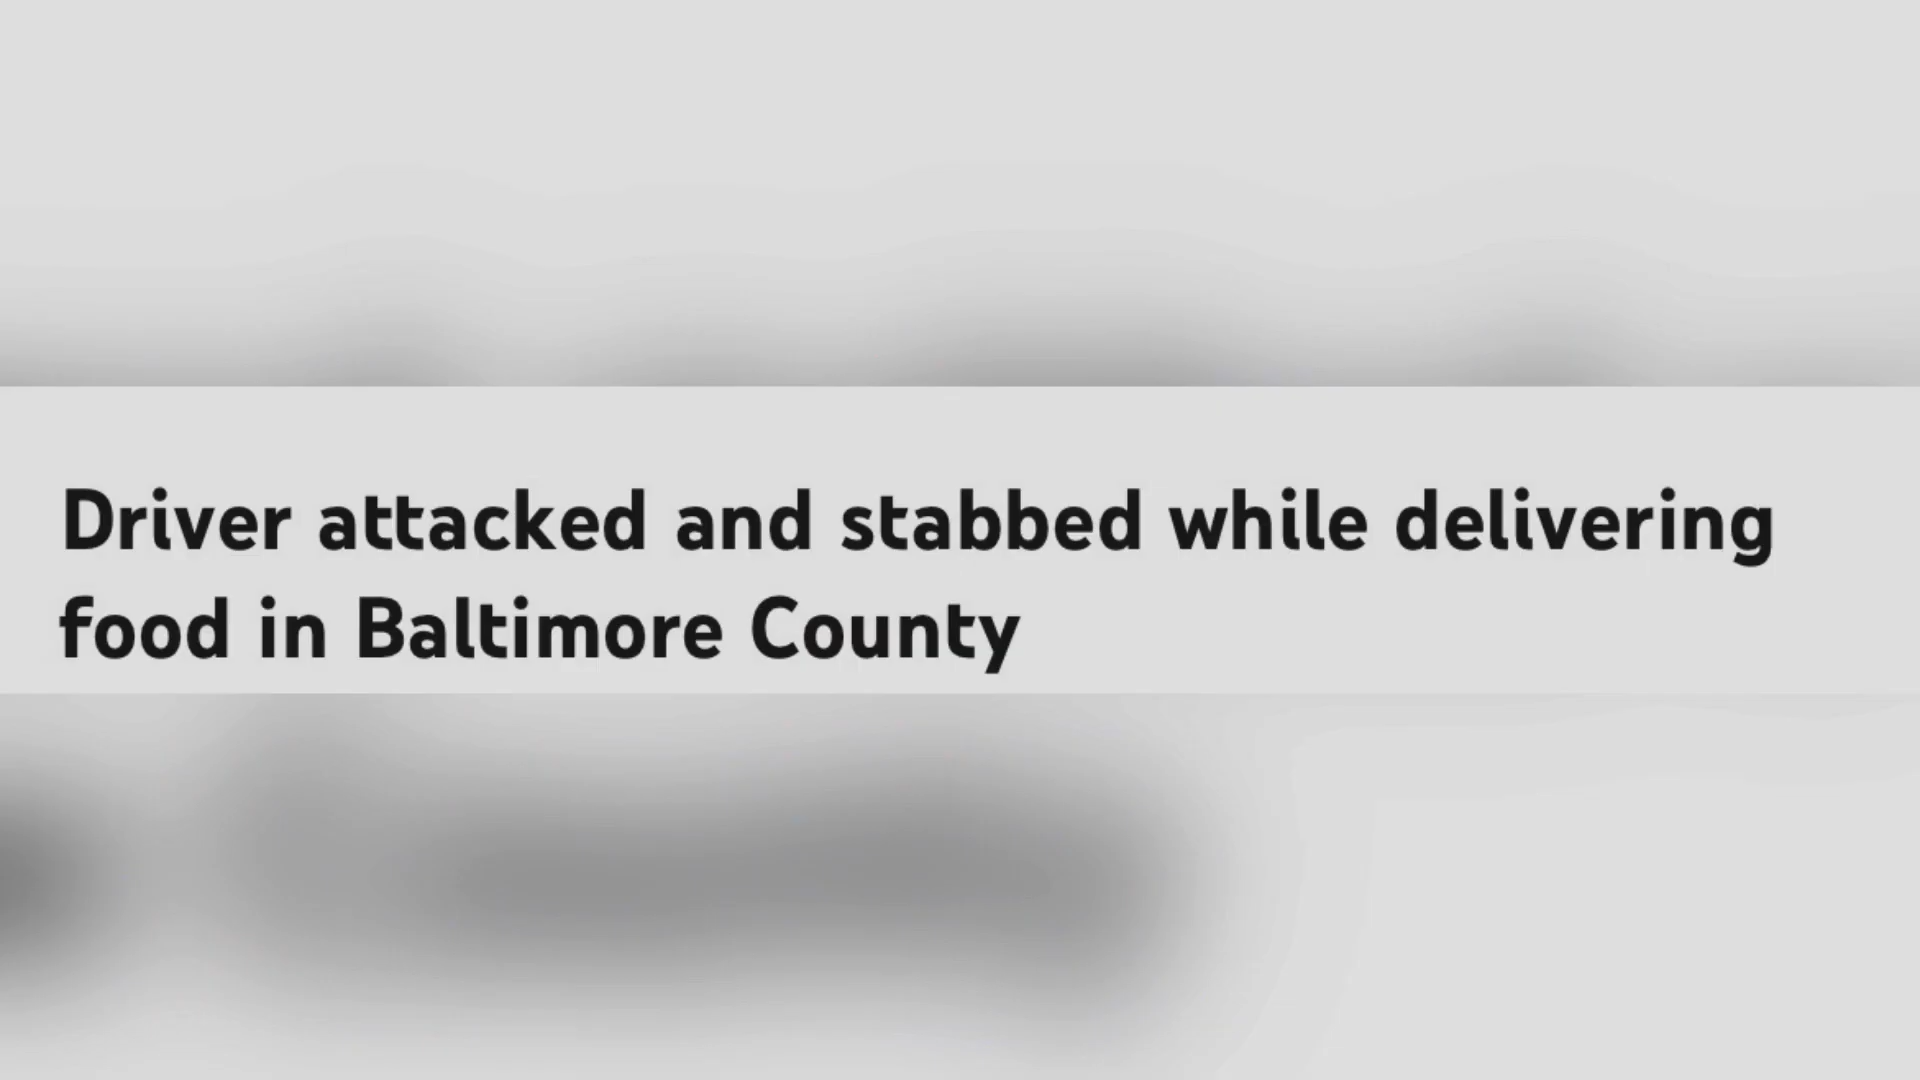 Driver attacked and stabbed while delivering
food in Baltimore County